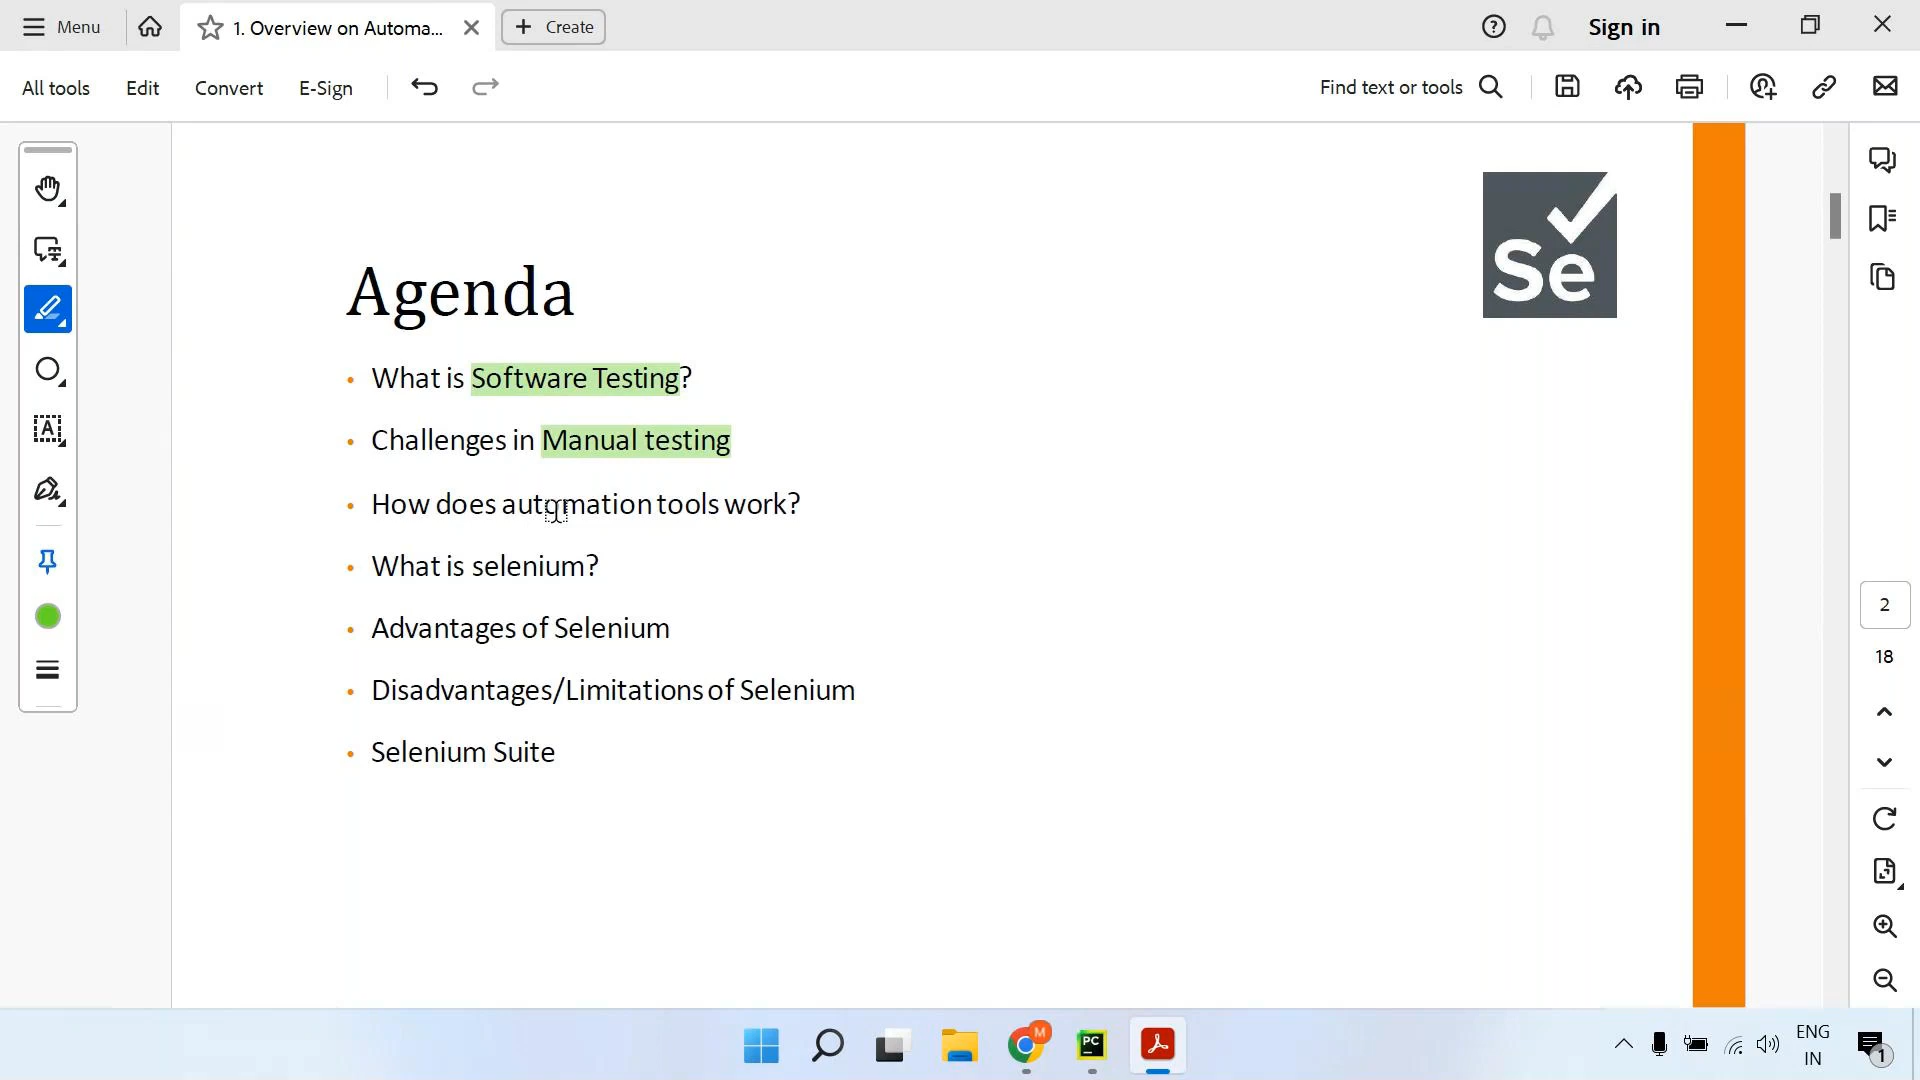 Menu
1. Overview on Automa...
Create
Sign in
All tools
Edit
Convert
E-Sign
Find text or tools
Se
Agenda
• What is Software Testing?
• Challenges in Manual testing
• How does automation tools work?
• What is selenium?
• Advantages of Selenium
• Disadvantages/Limitations of Selenium
• Selenium Suite
A
2
18
M
PC
ENG
IN
1